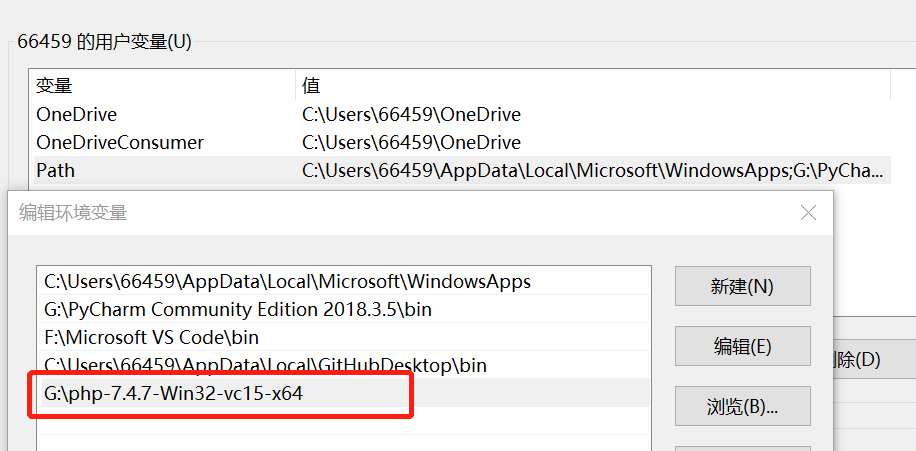 66459 的用户变量(U)
变量 值
OneDrive C:\Users\66459\OneDrive
OneDriveConsumer C:\Users\66459\OneDrive
Path C:\Users\66459\AppData\Local\Microsoft\WindowsApps;G:\PyCha...
编辑环境变量
C:\Users\66459\AppData\Local\Microsoft\WindowsApps
G:\PyCharm Community Edition 2018.3.5\bin
F:\Microsoft VS Code\bin
C:\Users\66459\AppData\Local\GitHubDesktop\bin
G:\php-7.4.7-Win32-vc15-x64
新建(N)
编辑(E)
除(D)
浏览(B)...